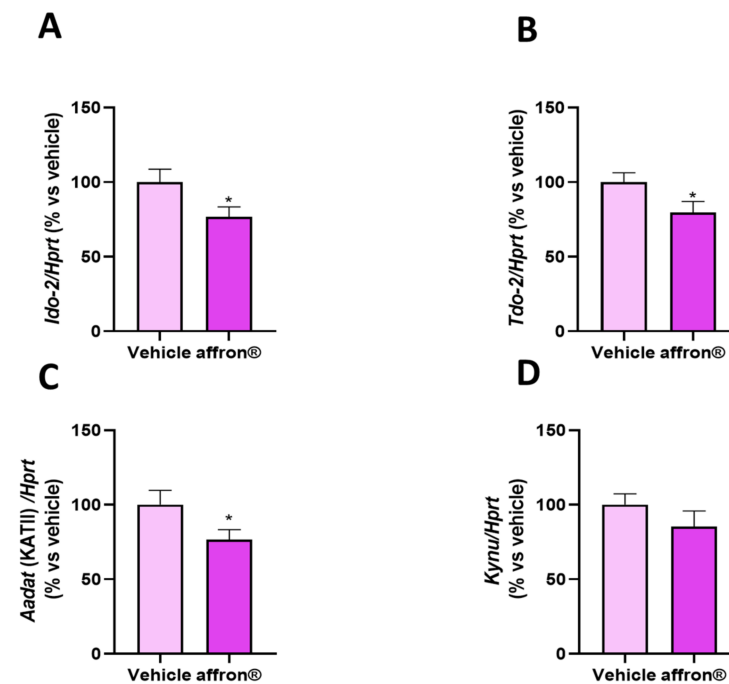 A
B
150
100
50
0
Ido-2/Hprt (% vs vehicle)
*
Vehicle affron®
150
100
50
0
Tdo-2/Hprt (% vs vehicle)
*
Vehicle affron®
C
D
150
100
50
0
Aadat (KATII) /Hprt
(% vs vehicle)
*
Vehicle affron®
150
100
50
0
Kynu/Hprt
(% vs vehicle)
Vehicle affron®